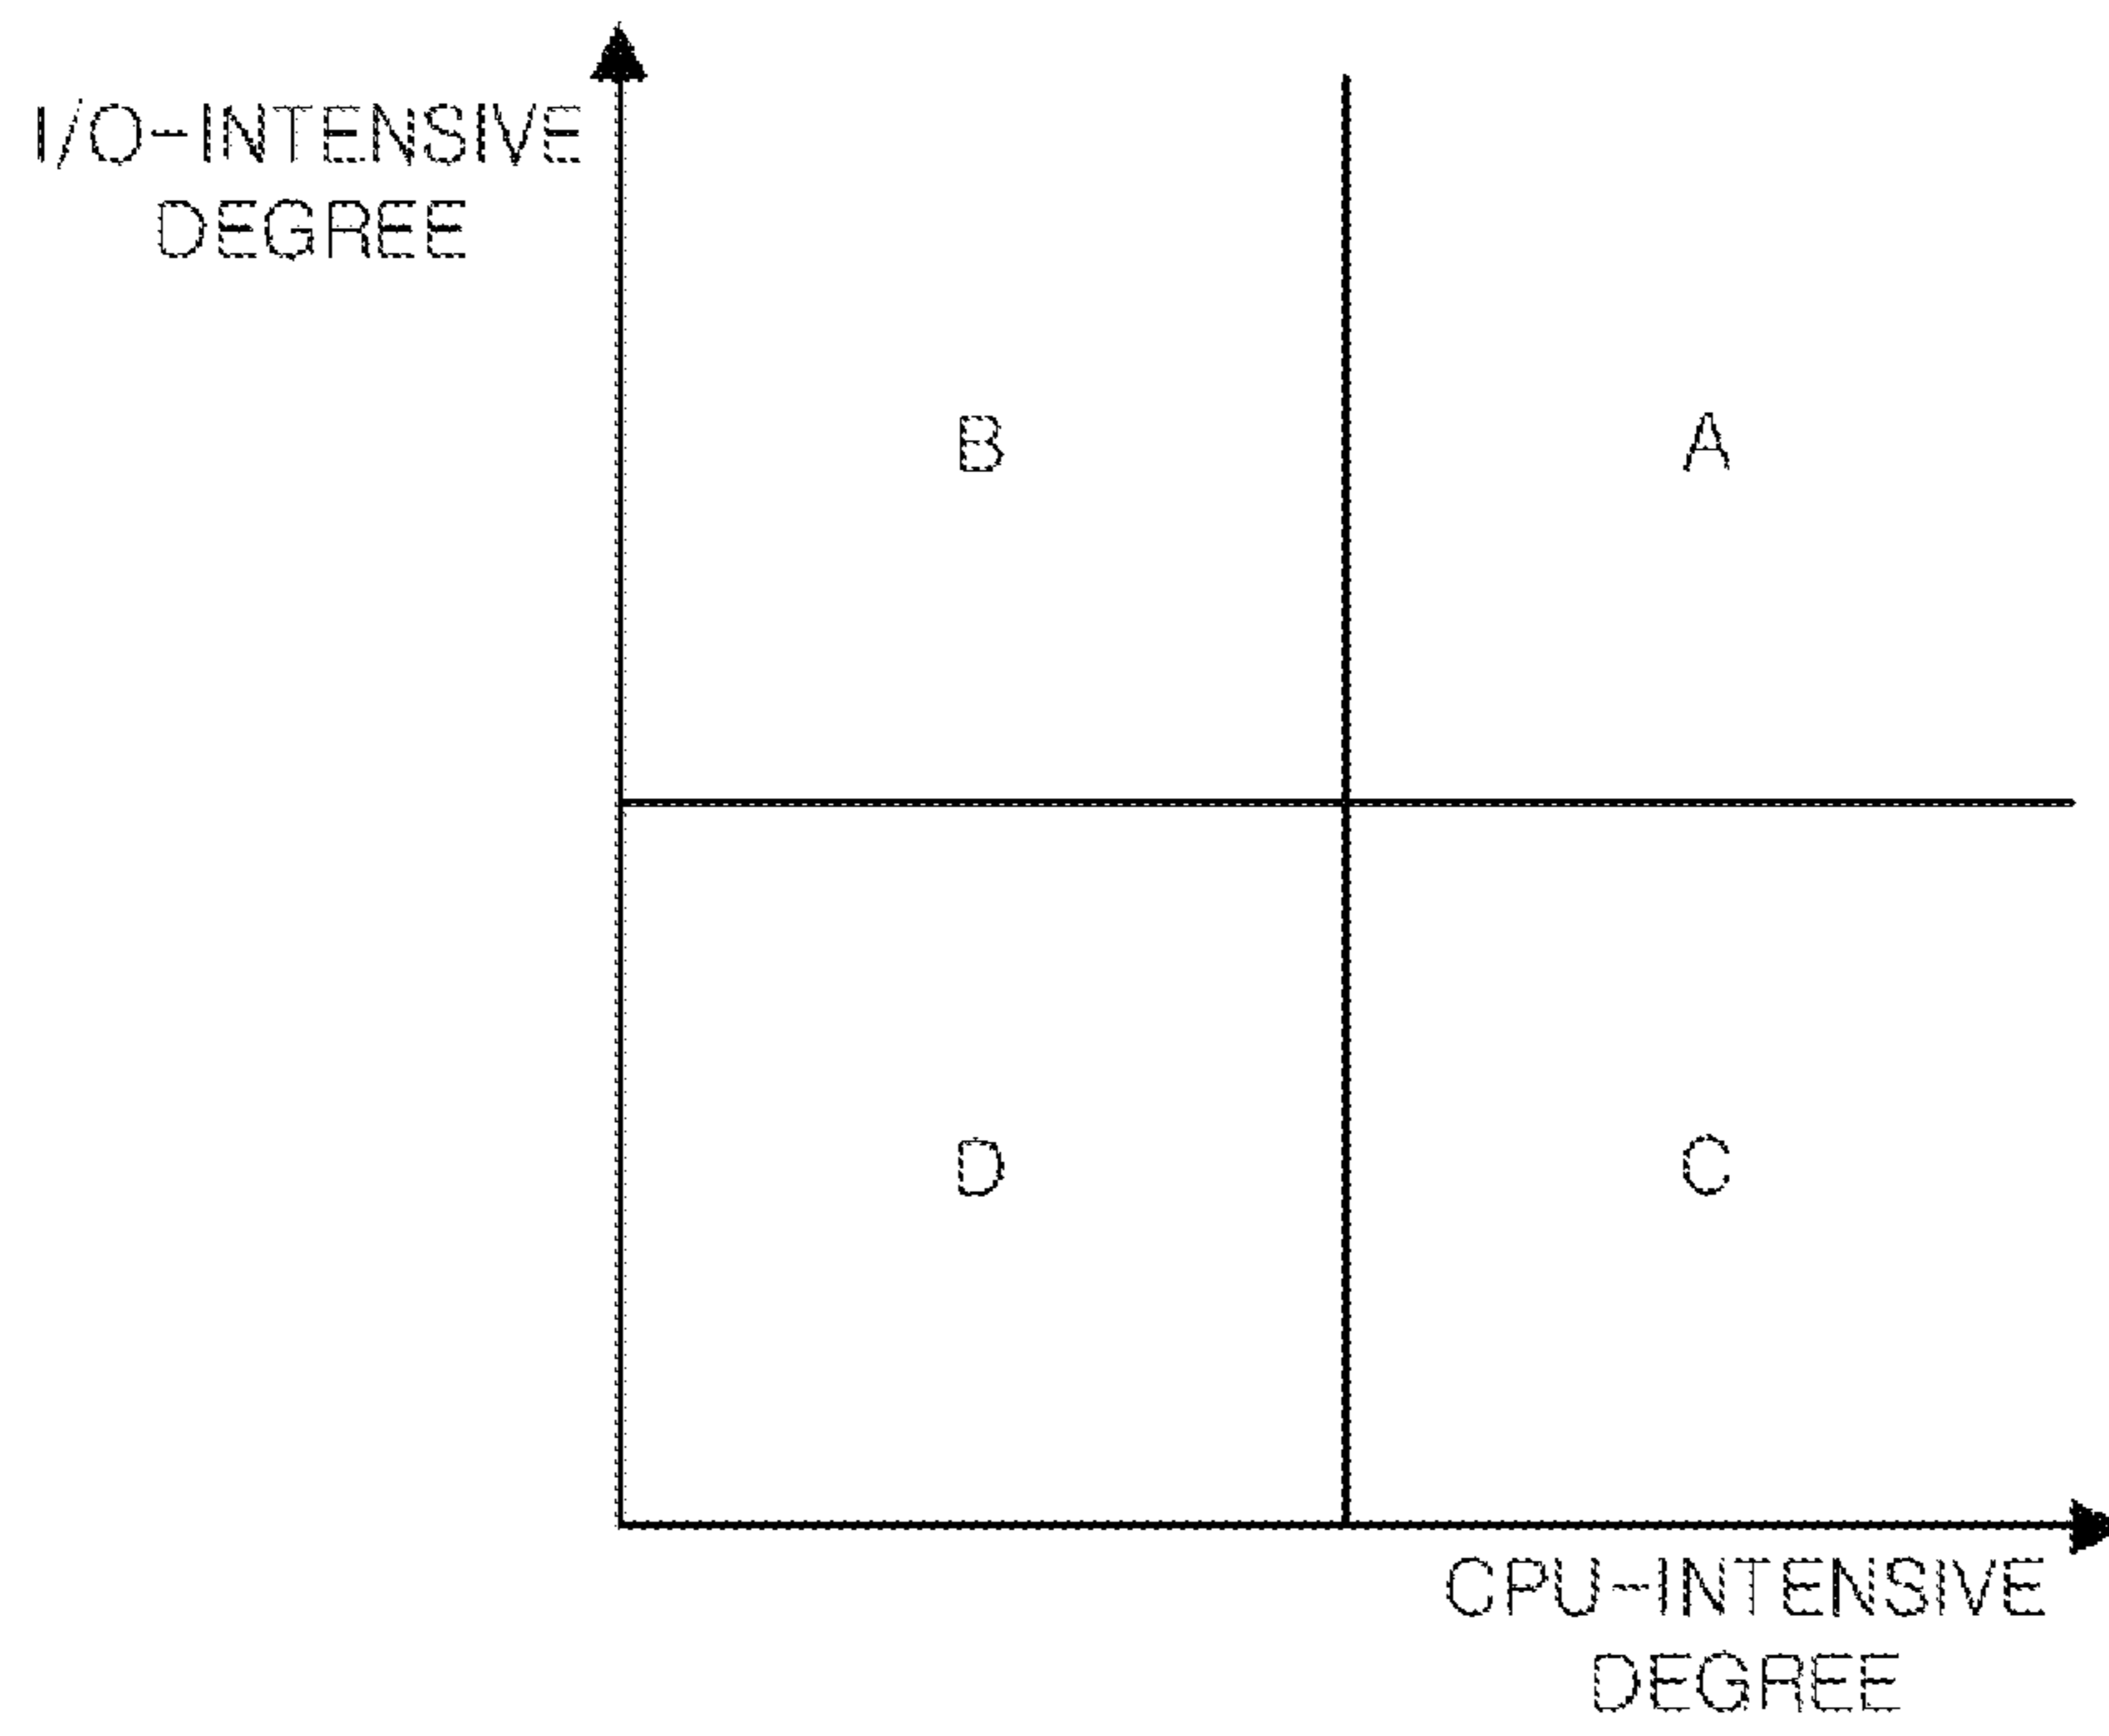 I/O-INTENSIVE
DEGREE
B
A
D
C
CPU-INTENSIVE
DEGREE